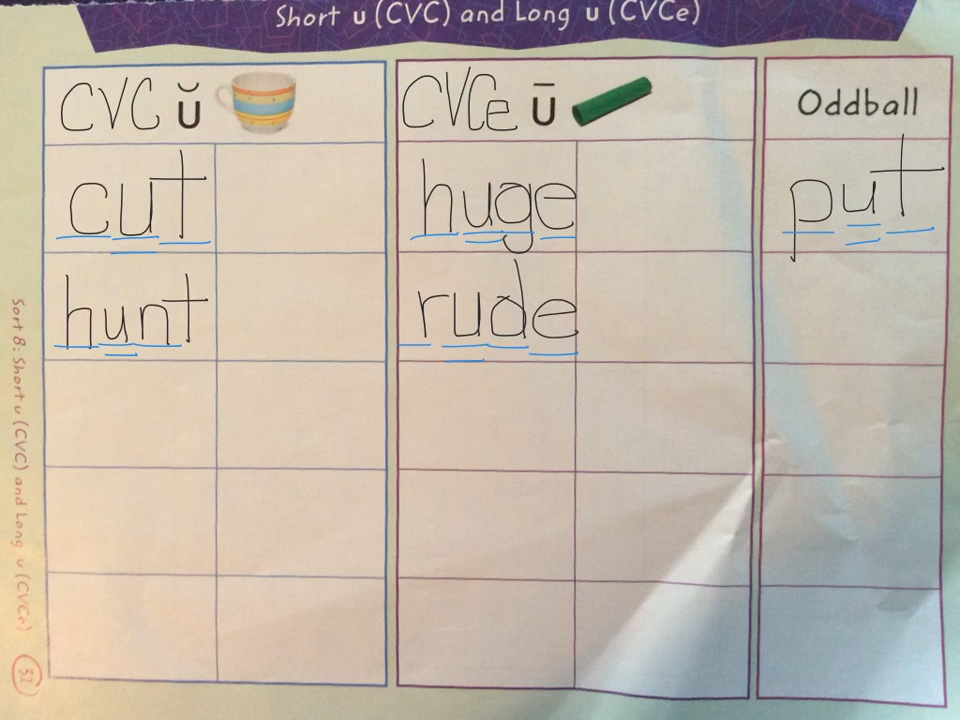 Short u (CVC) and Long u (CVCe)
CVC ŭ
CVCe ū
Oddball
cut
huge
put
hunt
rude
Sort 8: Short u (CVC) and Long u (CVCe)
32